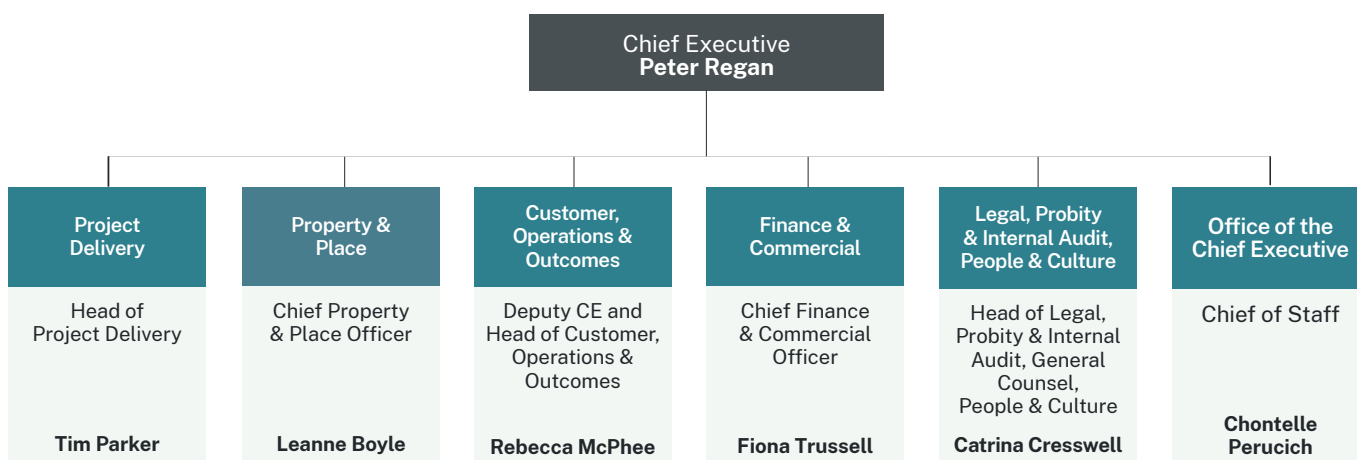 Chief Executive
Peter Regan
Project
Delivery
Head of
Project Delivery
Tim Parker
Property &
Place
Chief Property
& Place Officer
Leanne Boyle
Customer,
Operations &
Outcomes
Deputy CE and
Head of Customer,
Operations &
Outcomes
Rebecca McPhee
Finance &
Commercial
Chief Finance
& Commercial
Officer
Fiona Trussell
Legal, Probity
& Internal Audit,
People & Culture
Head of Legal,
Probity & Internal
Audit, General
Counsel,
People & Culture
Catrina Cresswell
Office of the
Chief Executive
Chief of Staff
Chontelle
Perucich